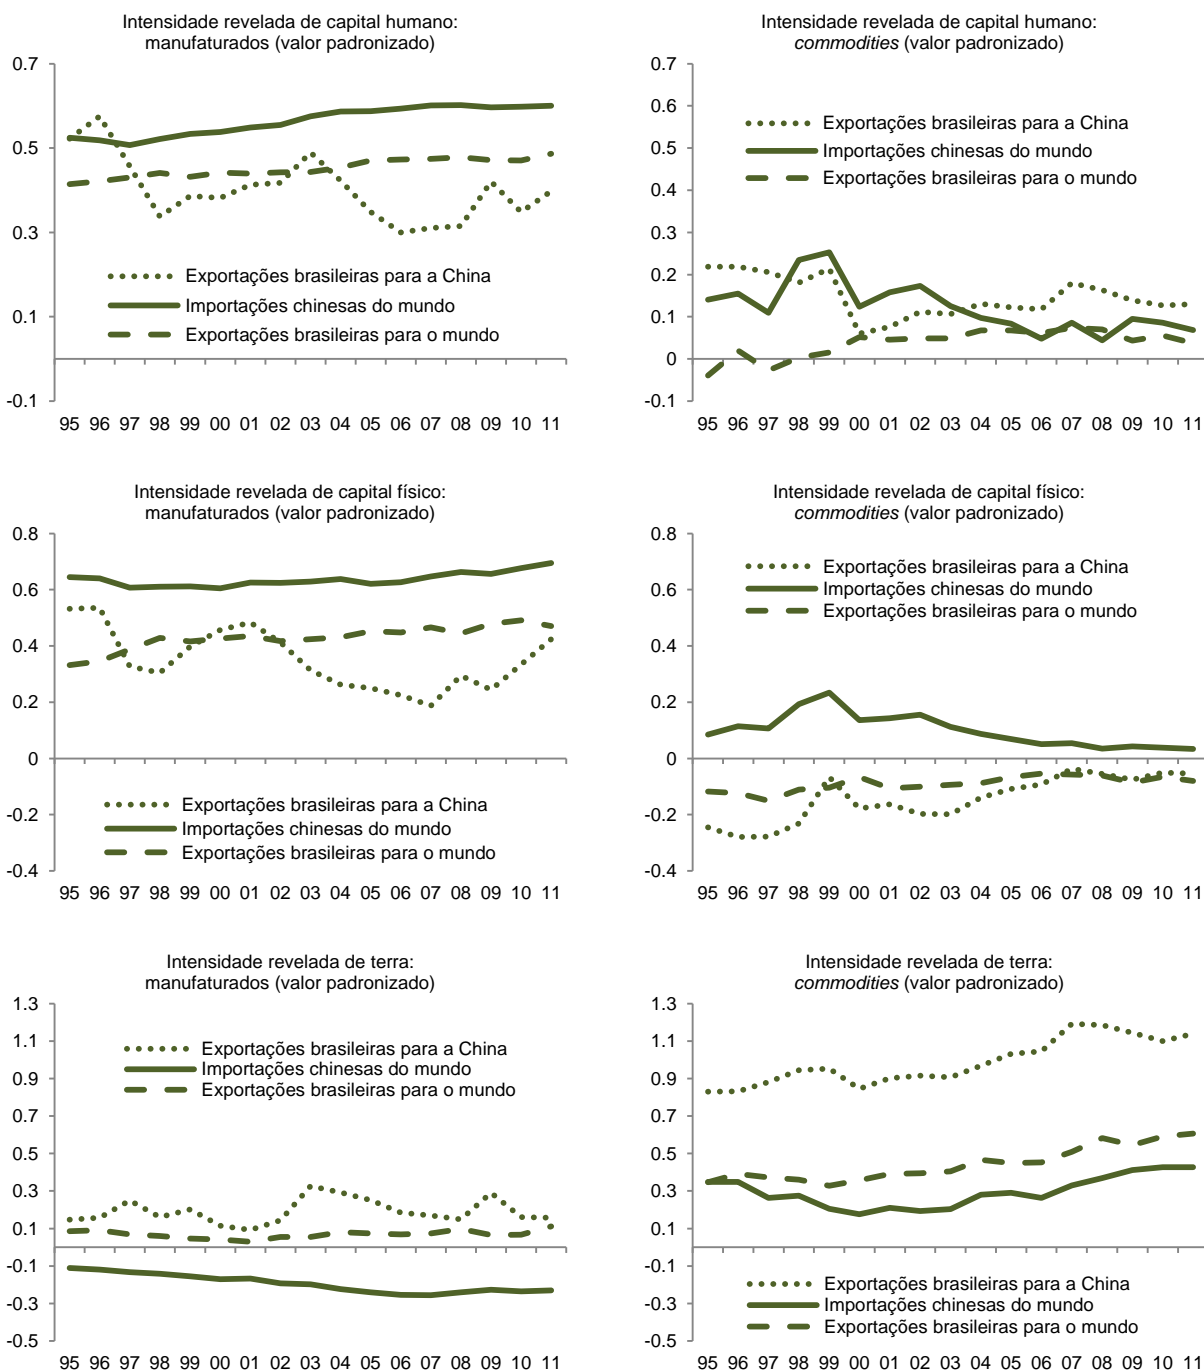 Intensidade revelada de capital humano:
manufaturados (valor padronizado)
0.7
0.5
0.3
0.1
-0.1
Exportações brasileiras para a China
Importações chinesas do mundo
Exportações brasileiras para o mundo
95 96 97 98 99 00 01 02 03 04 05 06 07 08 09 10 11
Intensidade revelada de capital humano:
commodities (valor padronizado)
0.7
0.6
0.5
0.4
0.3
0.2
0.1
0
-0.1
Exportações brasileiras para a China
Importações chinesas do mundo
Exportações brasileiras para o mundo
95 96 97 98 99 00 01 02 03 04 05 06 07 08 09 10 11
Intensidade revelada de capital físico:
manufaturados (valor padronizado)
0.8
0.6
0.4
0.2
0
-0.2
-0.4
Exportações brasileiras para a China
Importações chinesas do mundo
Exportações brasileiras para o mundo
95 96 97 98 99 00 01 02 03 04 05 06 07 08 09 10 11
Intensidade revelada de capital físico:
commodities (valor padronizado)
0.8
0.6
0.4
0.2
0
-0.2
-0.4
Exportações brasileiras para a China
Importações chinesas do mundo
Exportações brasileiras para o mundo
95 96 97 98 99 00 01 02 03 04 05 06 07 08 09 10 11
Intensidade revelada de terra:
manufaturados (valor padronizado)
1.3
1.1
0.9
0.7
0.5
0.3
0.1
-0.1
-0.3
-0.5
Exportações brasileiras para a China
Importações chinesas do mundo
Exportações brasileiras para o mundo
95 96 97 98 99 00 01 02 03 04 05 06 07 08 09 10 11
Intensidade revelada de terra:
commodities (valor padronizado)
1.3
1.1
0.9
0.7
0.5
0.3
0.1
-0.1
-0.3
-0.5
Exportações brasileiras para a China
Importações chinesas do mundo
Exportações brasileiras para o mundo
95 96 97 98 99 00 01 02 03 04 05 06 07 08 09 10 11